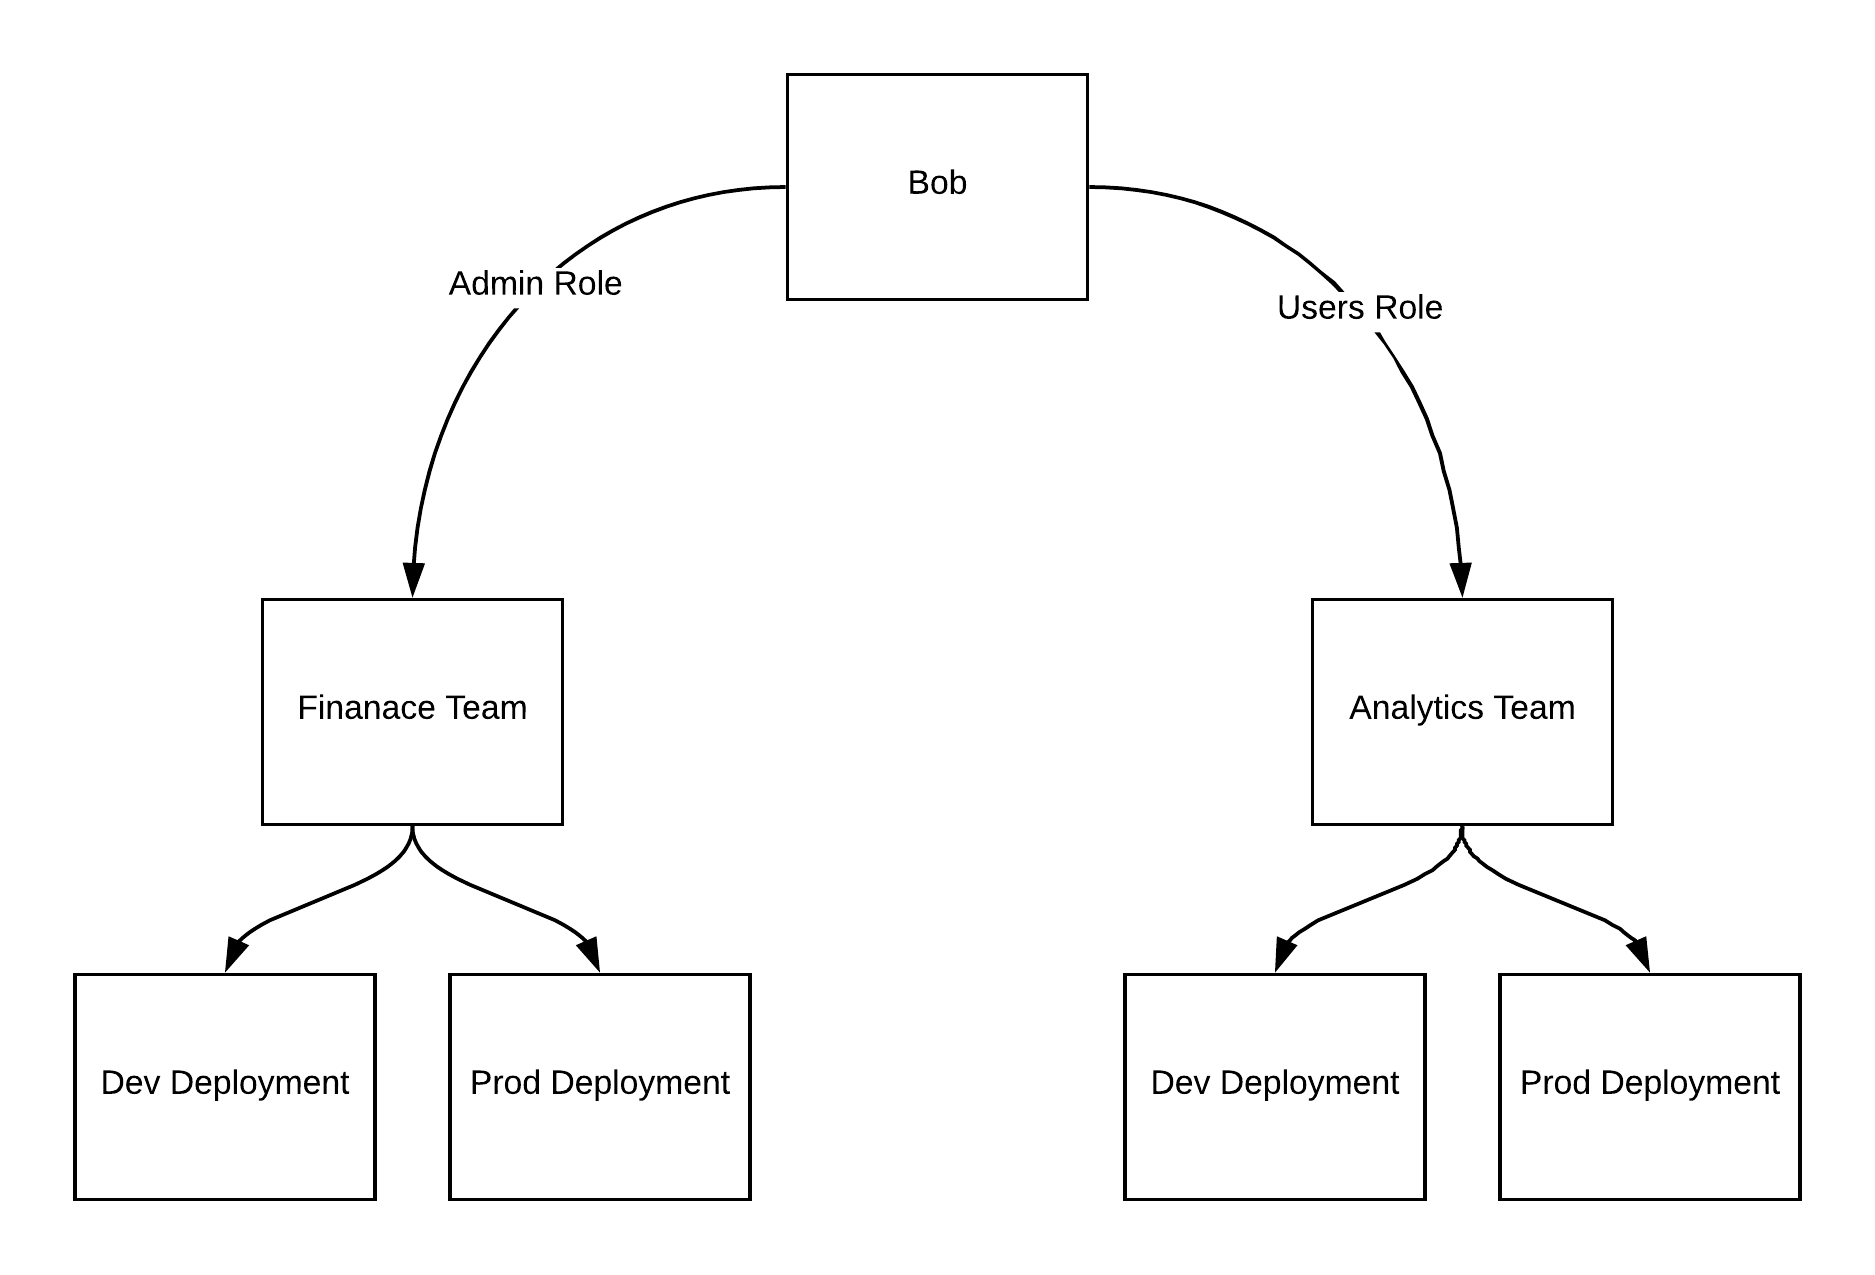 Bob
Admin Role
Users Role
Finanace Team
Analytics Team
Dev Deployment
Prod Deployment
Dev Deployment
Prod Deployment